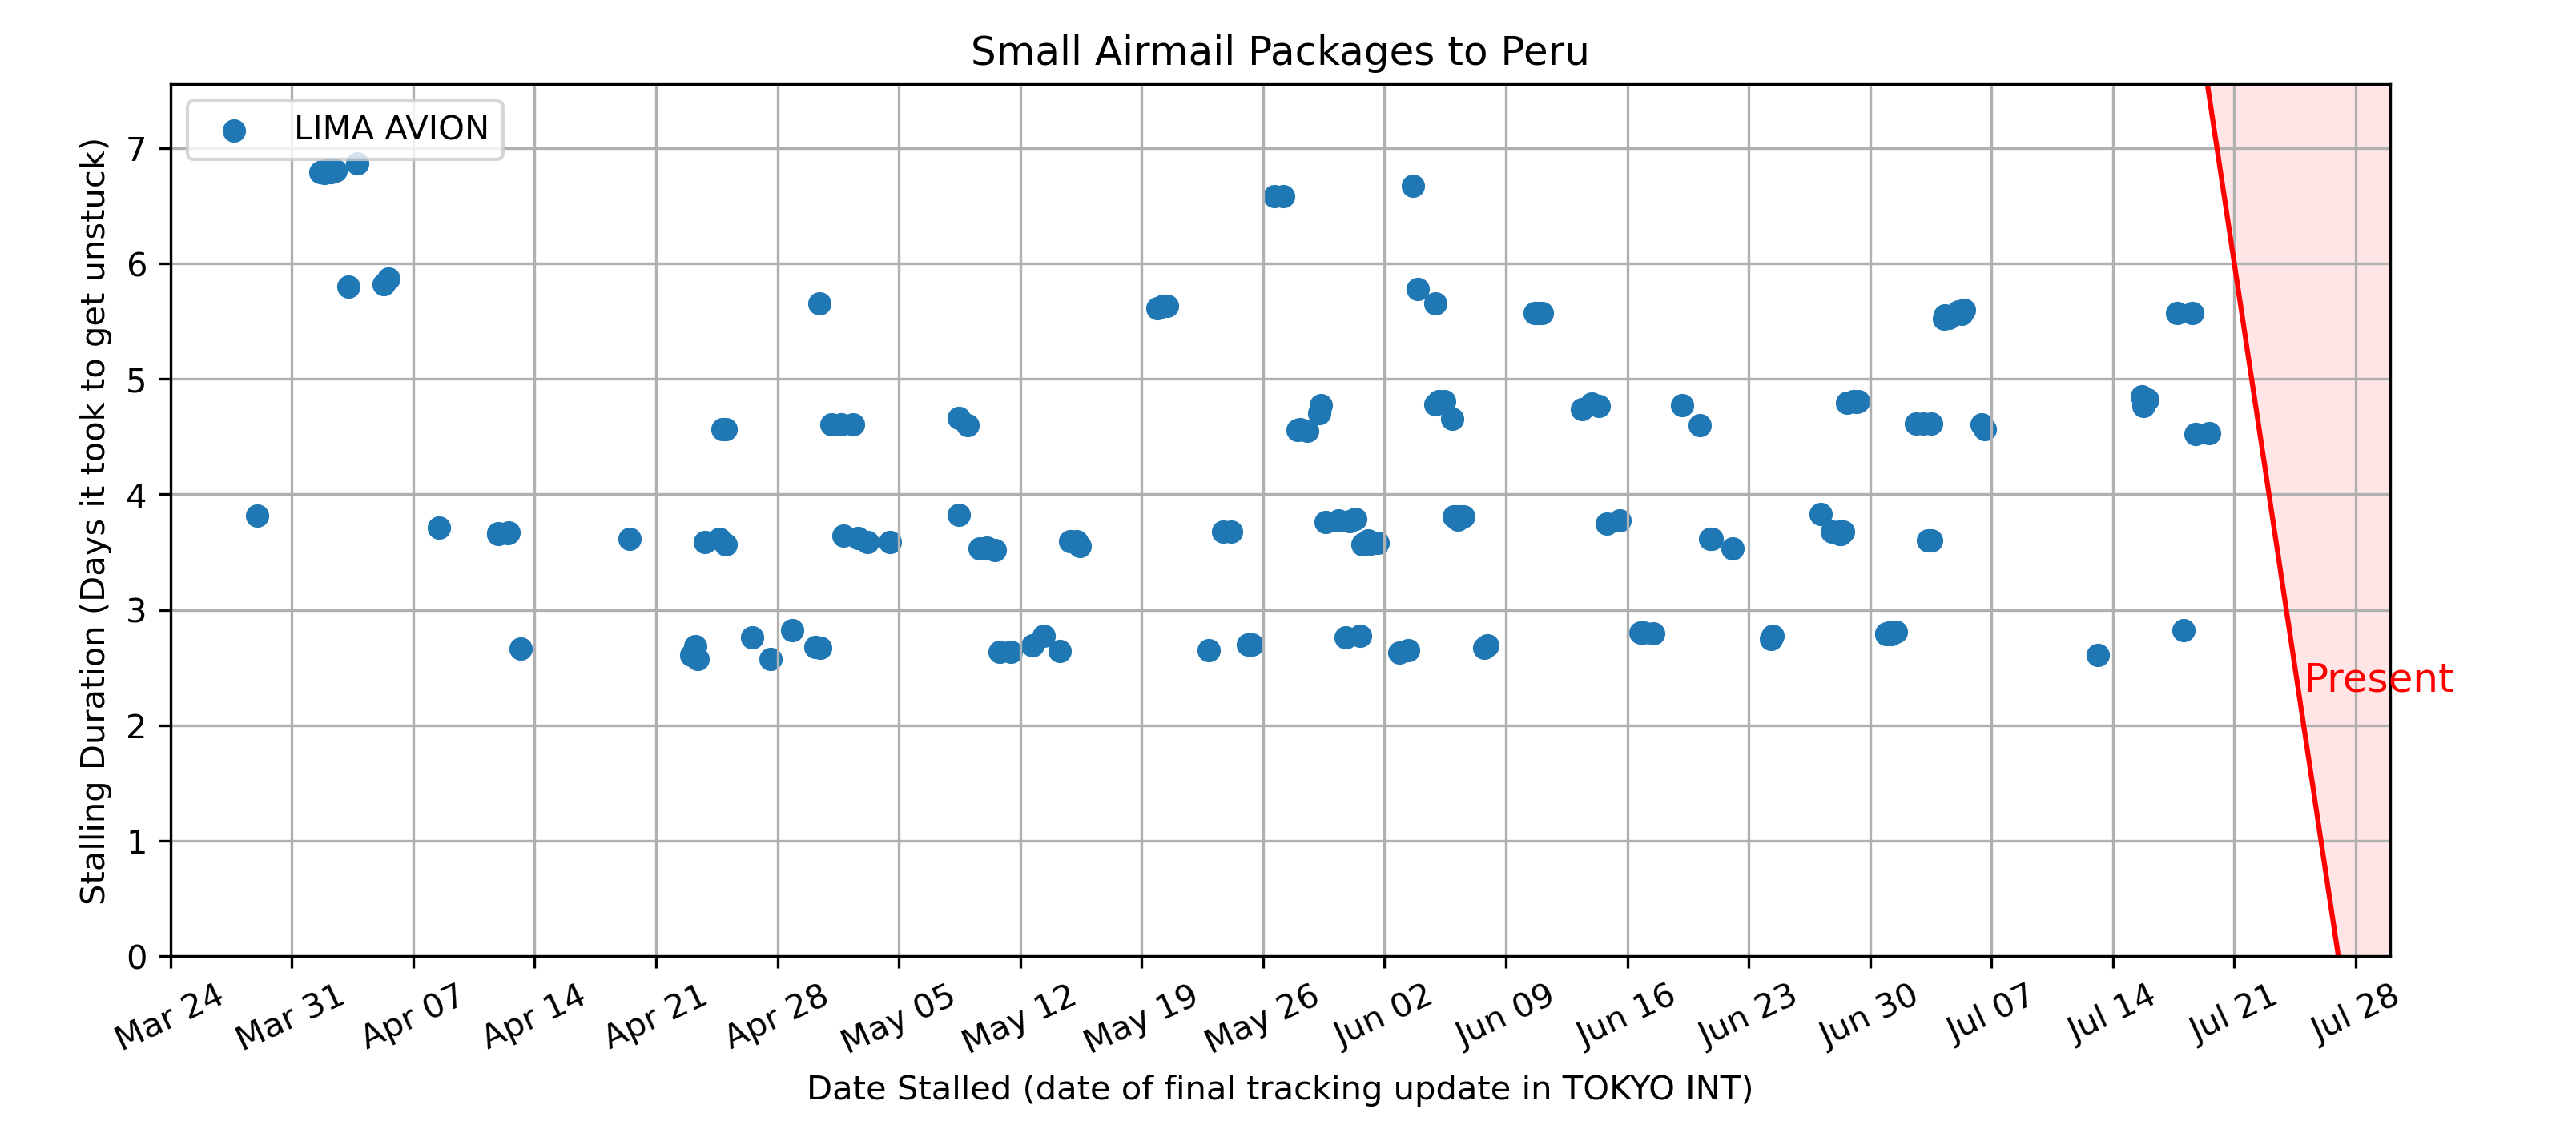 Small Airmail Packages to Peru
LIMA AVION
Stalling Duration (Days it took to get unstuck)
7
6
5
4
3
2
1
0
Present
Mar 24
Mar 31
Apr 07
Apr 14
Apr 21
Apr 28
May 05
May 12
May 19
May 26
Jun 02
Jun 09
Jun 16
Jun 23
Jun 30
Jul 07
Jul 14
Jul 21
Jul 28
Date Stalled (date of final tracking update in TOKYO INT)